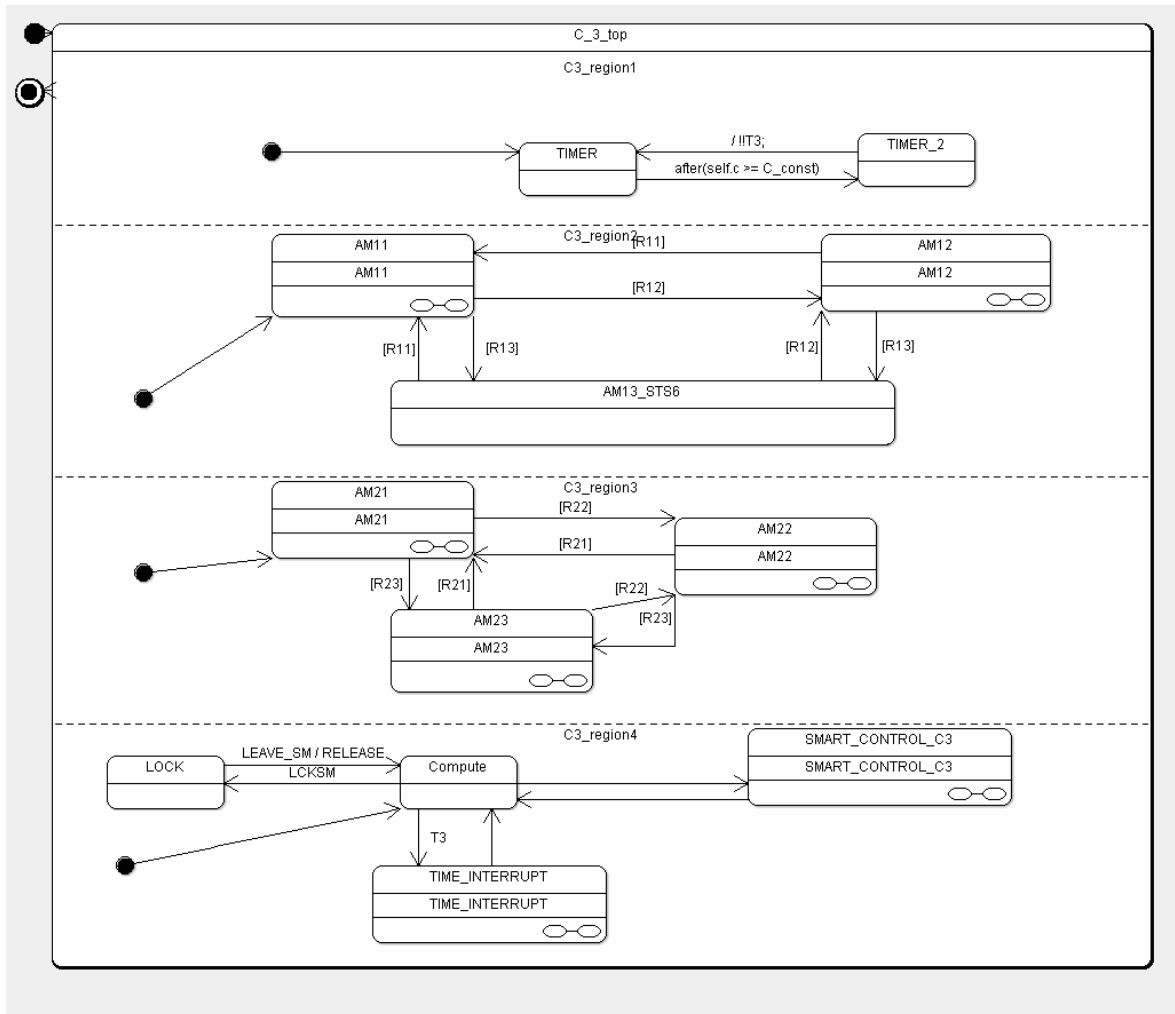 C_3_top
C3_region1
/ !!T3;
TIMER
TIMER_2
after(self.c >= C_const)
C3_region2
AM11
[R11]
AM12
AM11
AM12
[R12]
[R11]
[R13]
[R12]
[R13]
AM13_STS6
C3_region3
AM21
[R22]
AM21
AM22
[R21]
AM22
[R23]
[R21]
[R22]
[R23]
AM23
AM23
C3_region4
SMART_CONTROL_C3
LEAVE_SM / RELEASE
LOCK
Compute
SMART_CONTROL_C3
LCKSM
T3
TIME_INTERRUPT
TIME_INTERRUPT